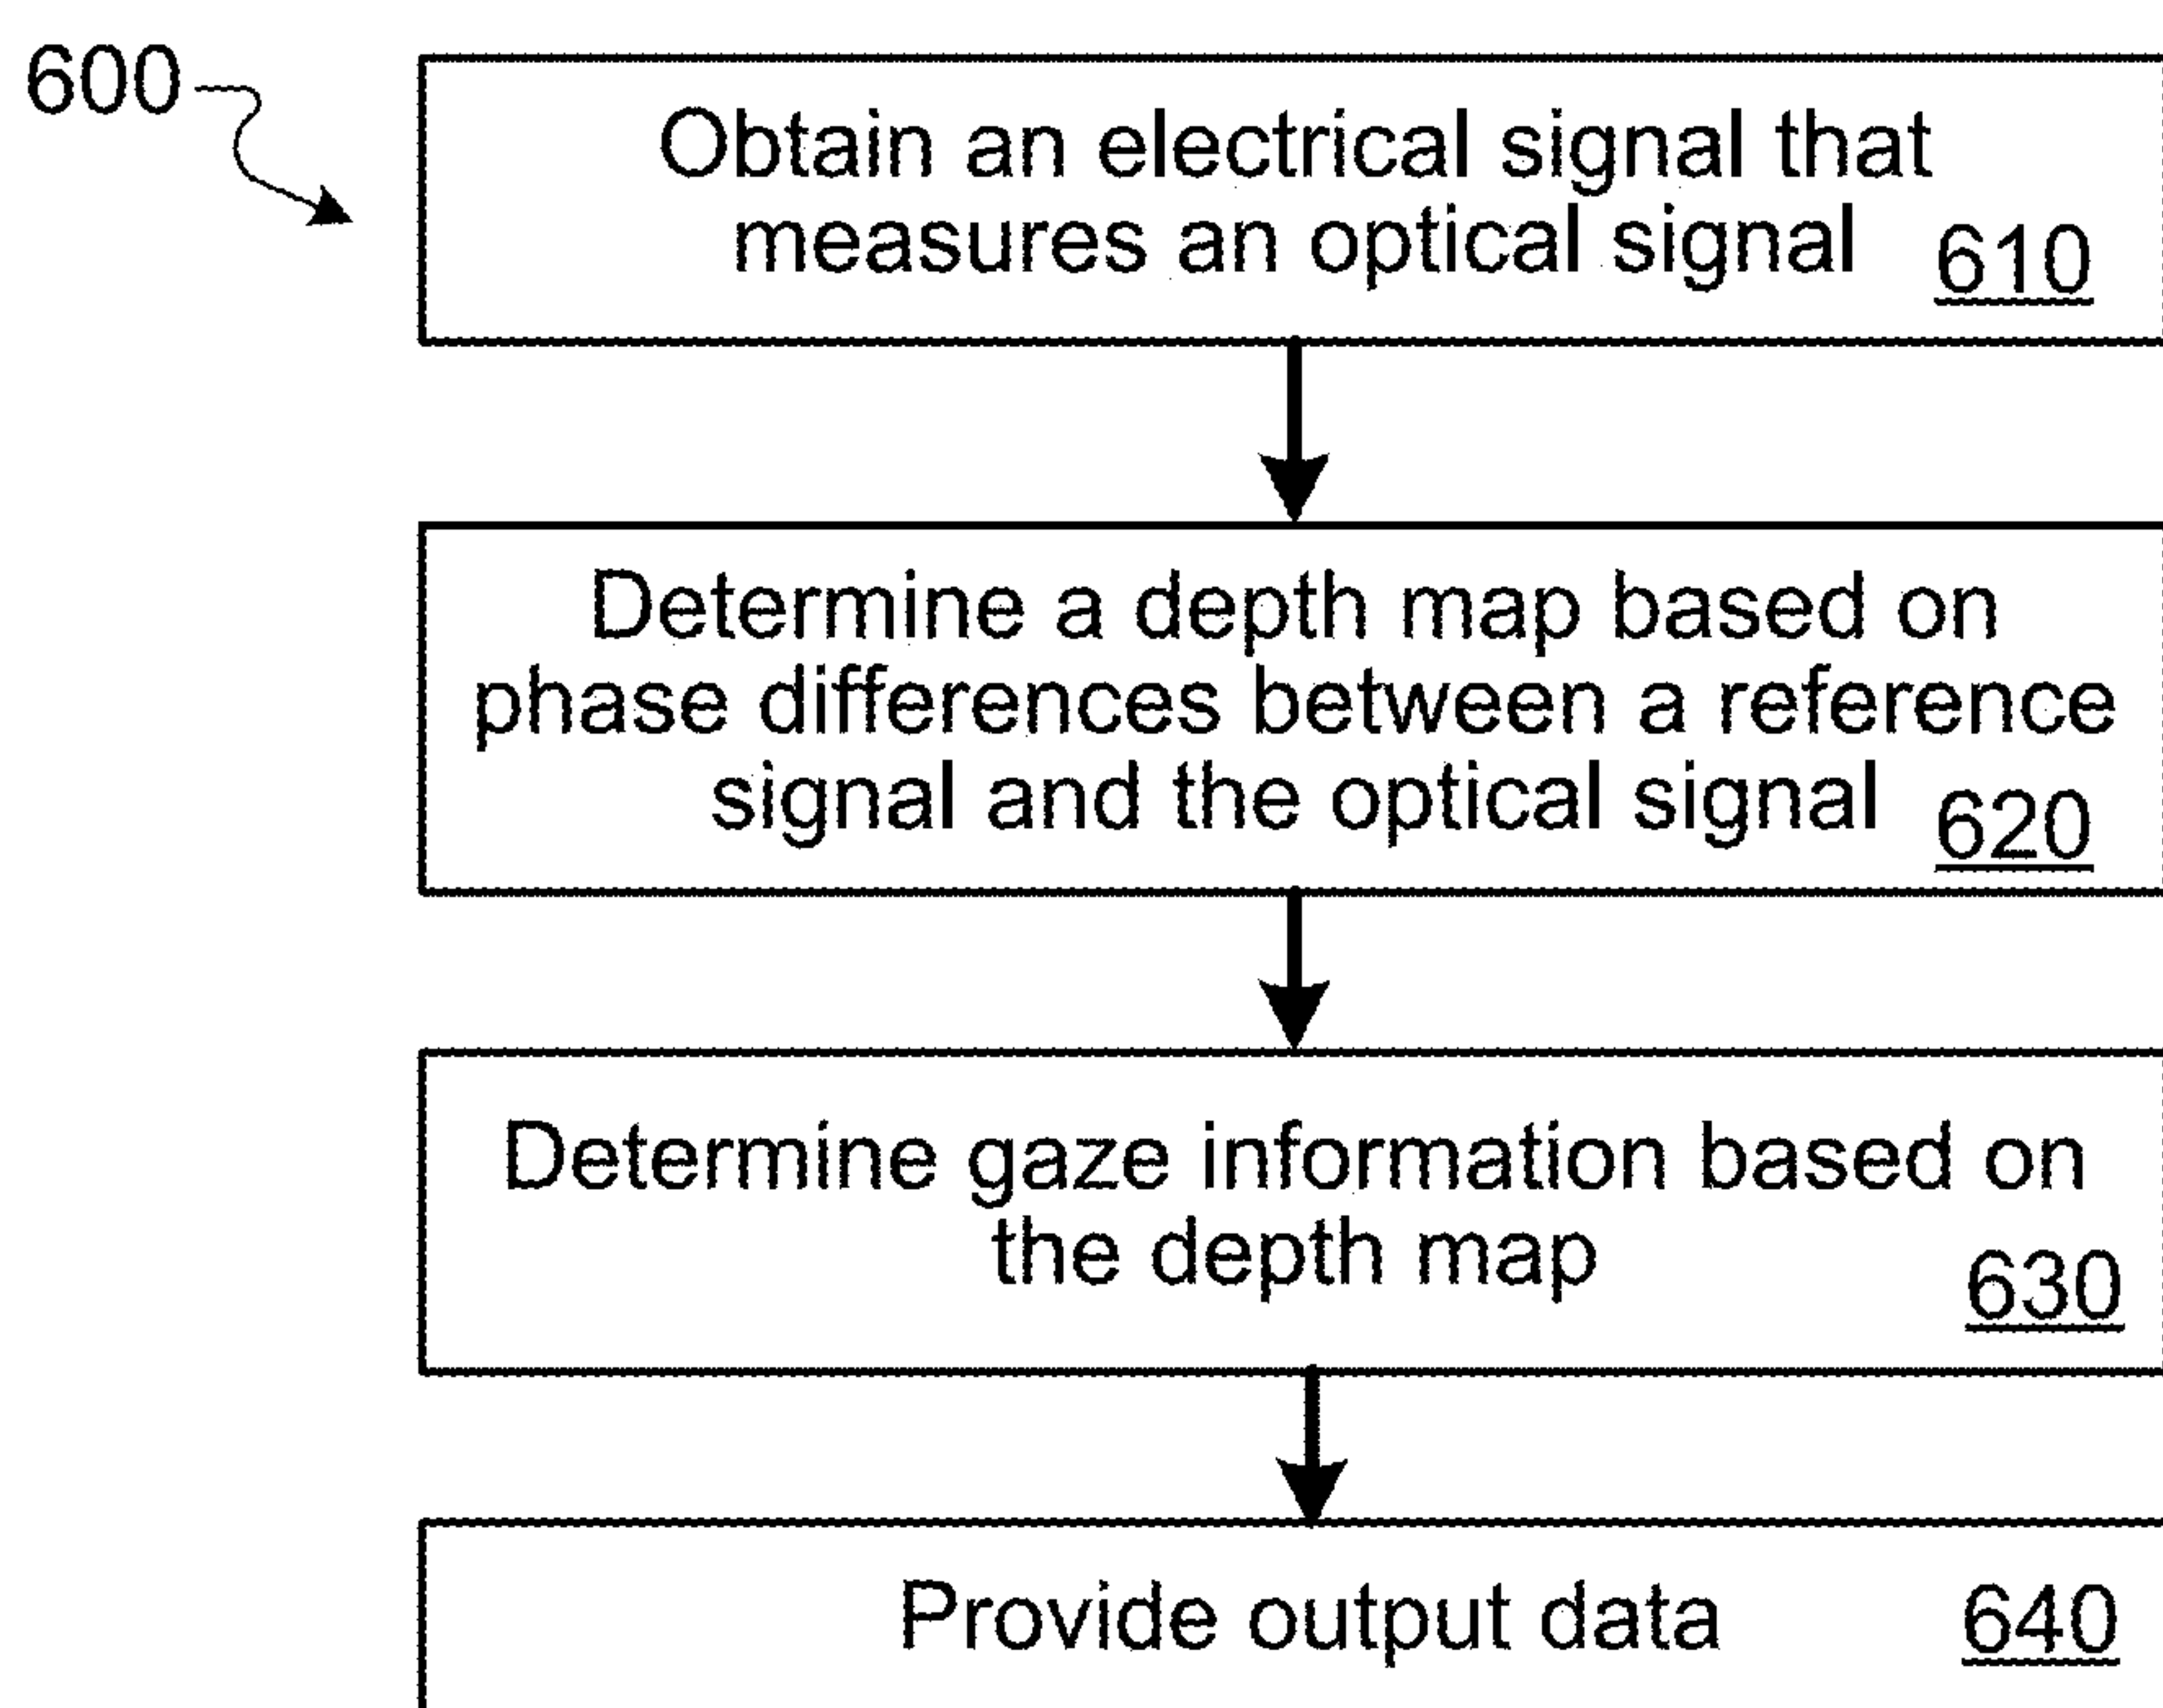 600
Obtain an electrical signal that
measures an optical signal 610
Determine a depth map based on
phase differences between a reference
signal and the optical signal 620
Determine gaze information based on
the depth map 630
Provide output data 640